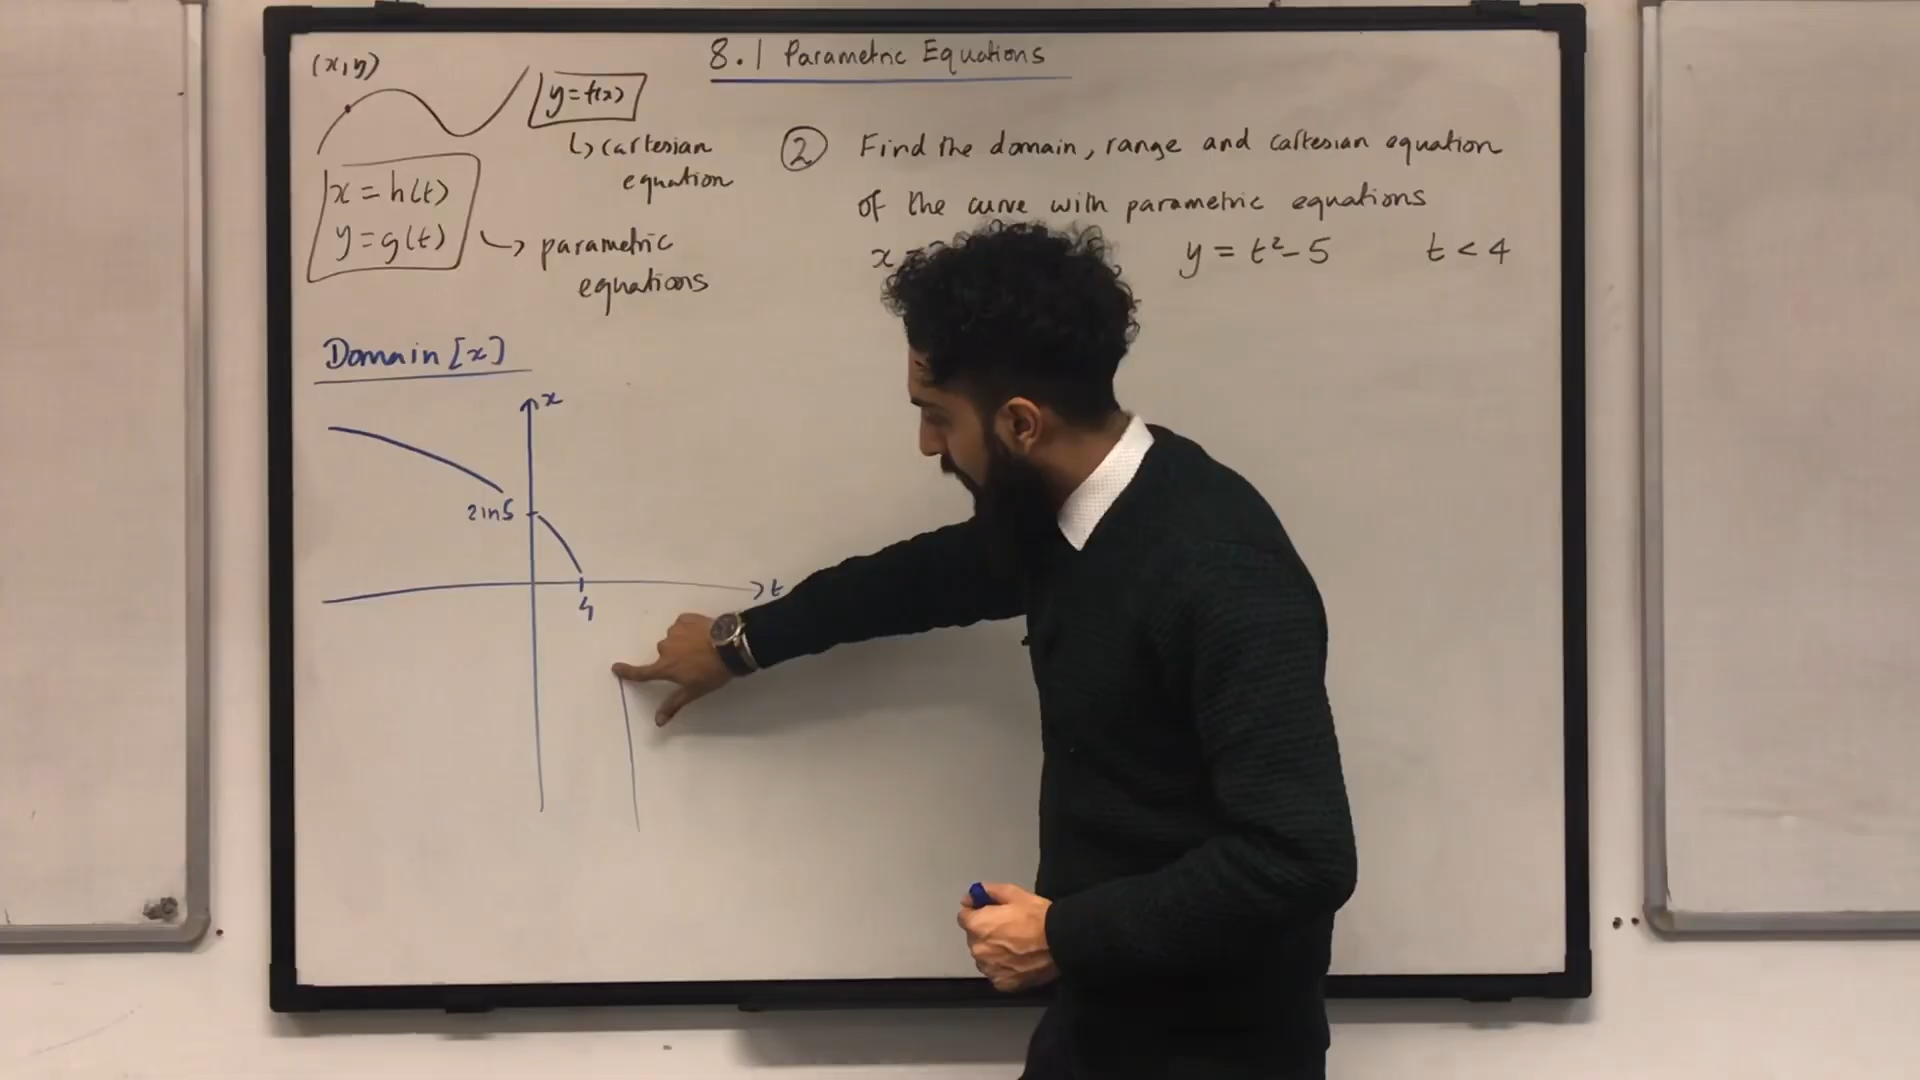 8.1 Parametric Equations
(x,y)
y=f(x)
↳ cartesian
equation
x = h(t)
y = g(t)
↳ parametric
equations
② Find the domain, range and cartesian equation
of the curve with parametric equations
x = y = t²-5 t < 4
Domain [x]
x
2ln5
t
4